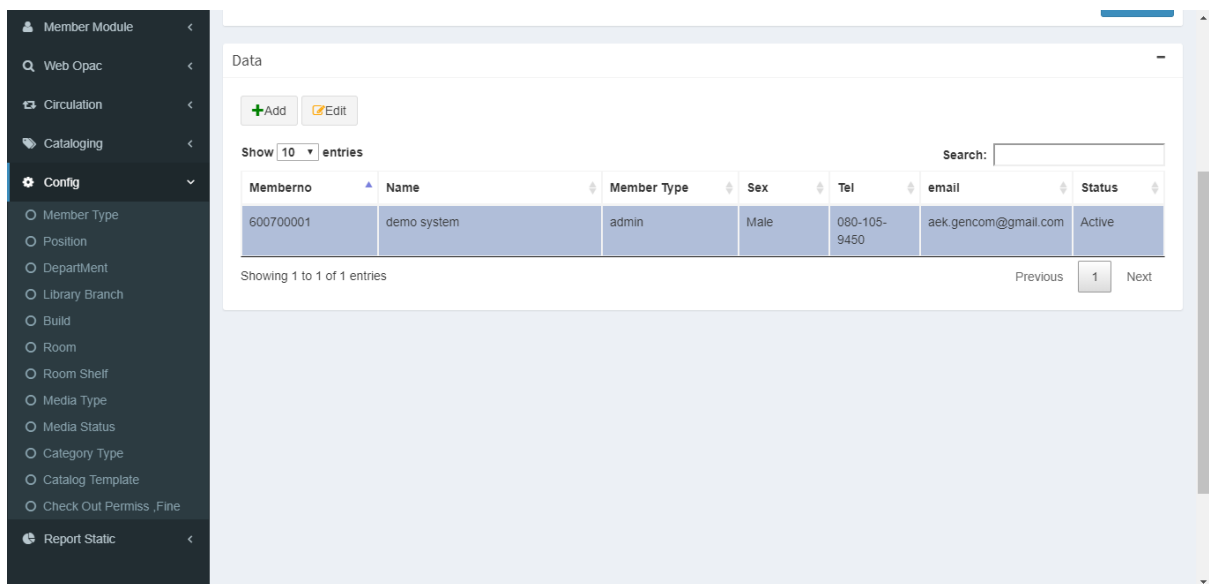 Member Module
Web Opac
Circulation
Cataloging
Config
Member Type
Position
DepartMent
Library Branch
Build
Room
Room Shelf
Media Type
Media Status
Category Type
Catalog Template
Check Out Permiss ,Fine
Report Static
Data
Add Edit
Show 10 entries Search:
Memberno Name Member Type Sex Tel email Status
600700001 demo system admin Male 080-105- aek.gencom@gmail.com Active
9450
Showing 1 to 1 of 1 entries Previous 1 Next